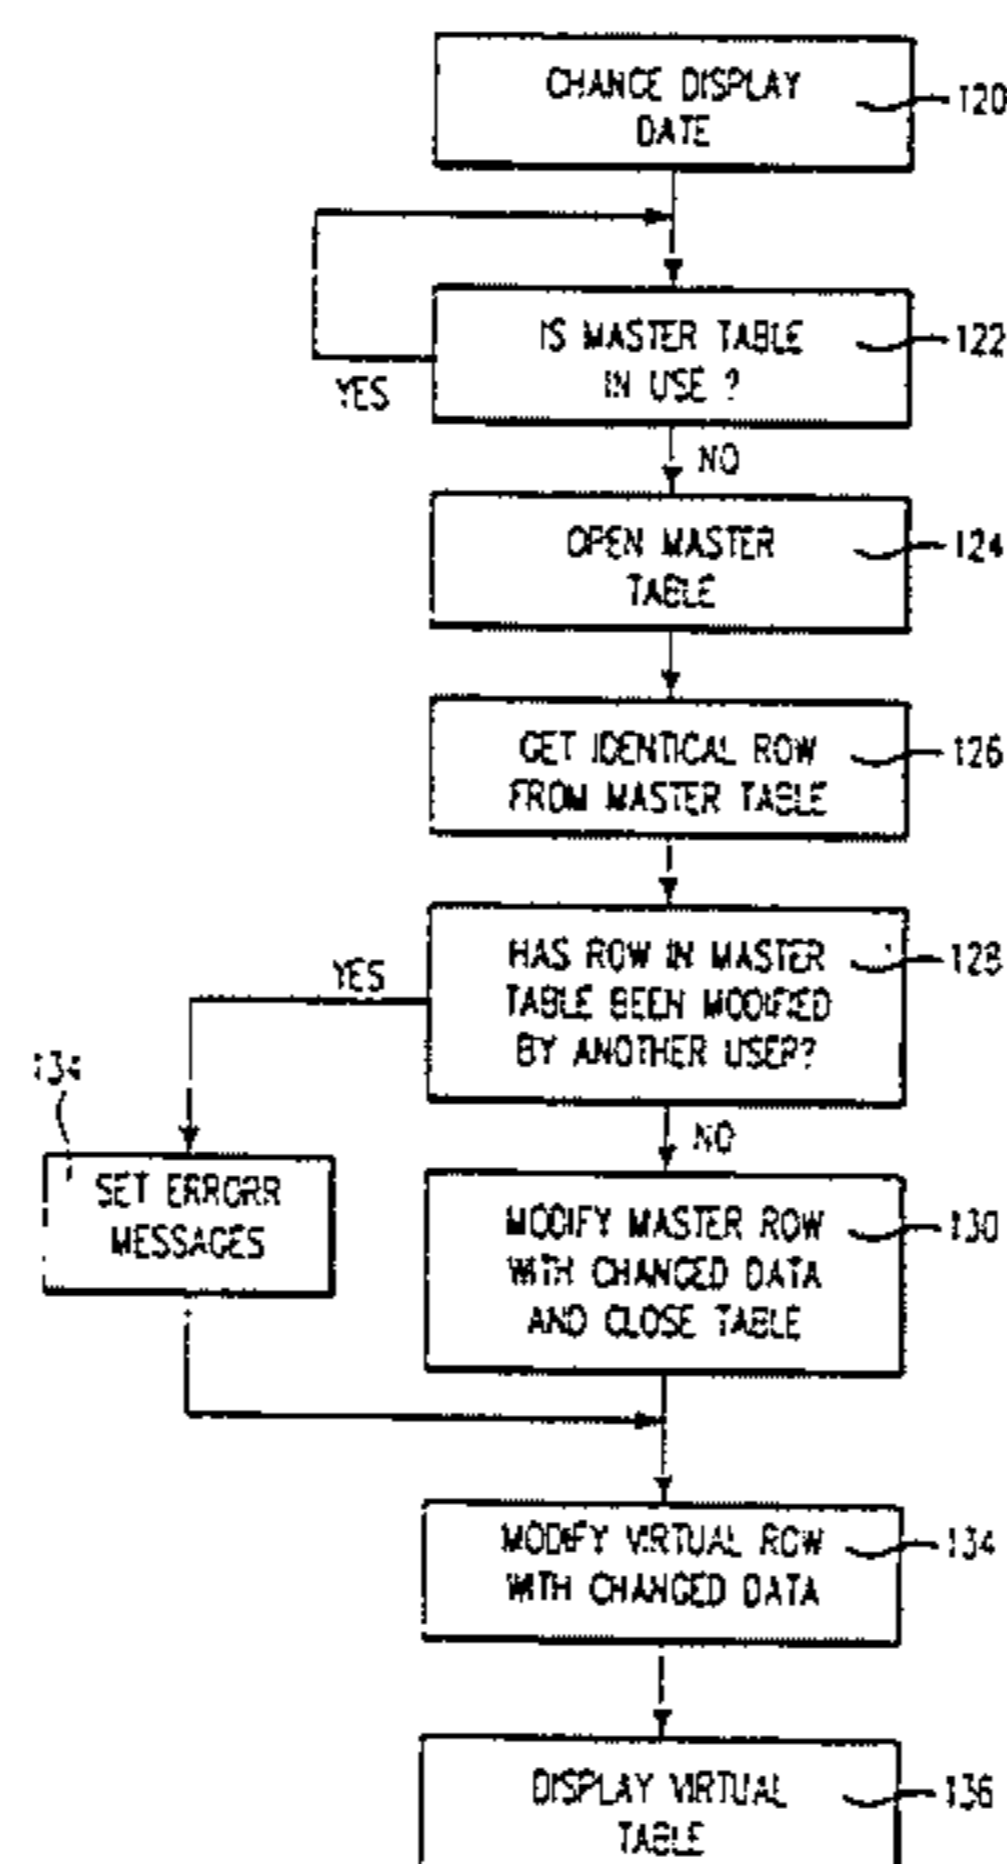 CHANGE DISPLAY
DATE
120
IS MASTER TABLE
IN USE ?
122
YES
NO
OPEN MASTER
TABLE
124
GET IDENTICAL ROW
FROM MASTER TABLE
126
HAS ROW IN MASTER
TABLE BEEN MODIFIED
BY ANOTHER USER?
128
YES
NO
134
SET ERRORR
MESSAGES
MODIFY MASTER ROW
WITH CHANGED DATA
AND CLOSE TABLE
130
MODIFY VIRTUAL ROW
WITH CHANGED DATA
134
DISPLAY VIRTUAL
TABLE
136